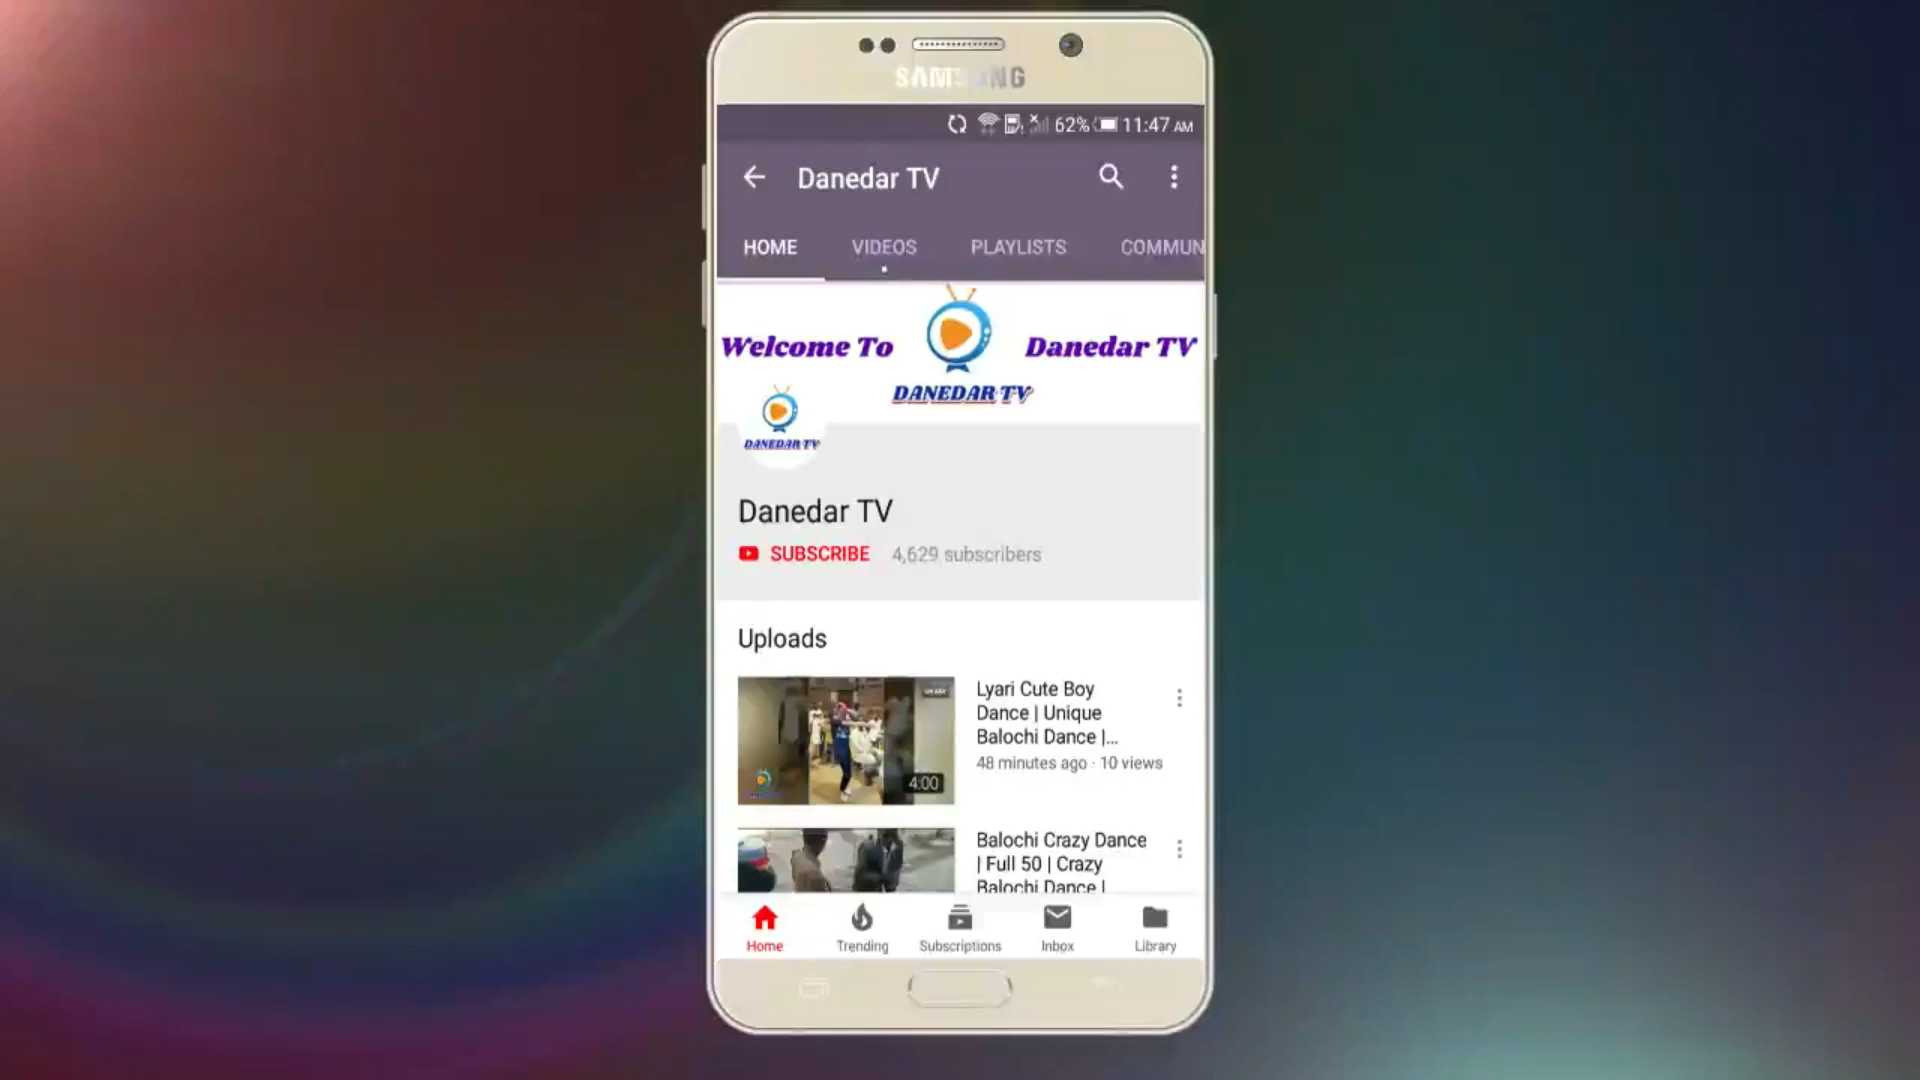 SAMSUNG
62% 11:47 AM
Danedar TV
HOME VIDEOS PLAYLISTS COMMUN
Welcome To Danedar TV
DANEDAR TV
DANEDAR TV
Danedar TV
SUBSCRIBE 4,629 subscribers
Uploads
Lyari Cute Boy
Dance | Unique
Balochi Dance |...
48 minutes ago · 10 views
4:00
Balochi Crazy Dance
| Full 50 | Crazy
Balochi Dance |
Home Trending Subscriptions Inbox Library